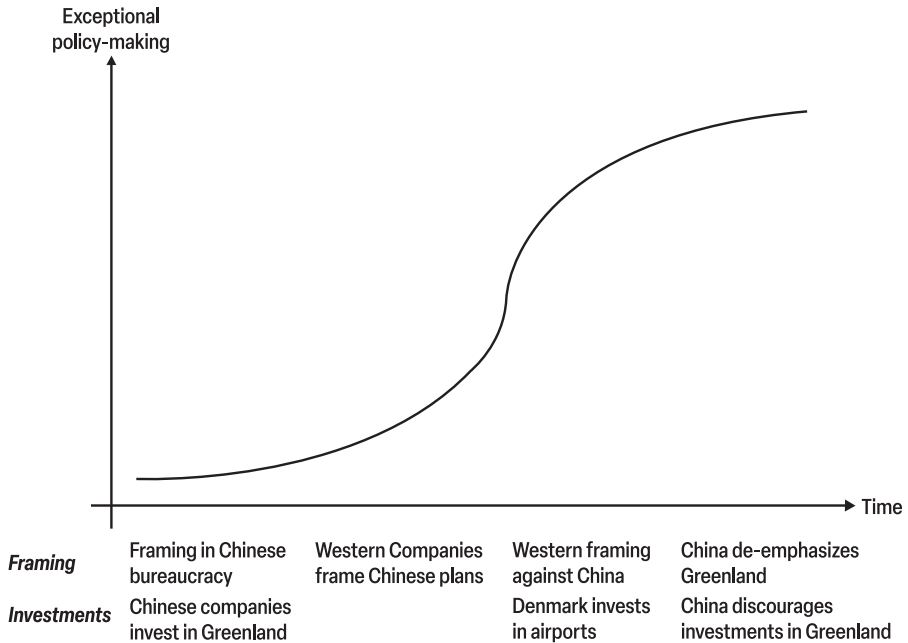 Exceptional
policy-making
Time
Framing
Framing in Chinese
bureaucracy
Western Companies
frame Chinese plans
Western framing
against China
China de-emphasizes
Greenland
Investments
Chinese companies
invest in Greenland
Denmark invests
in airports
China discourages
investments in Greenland